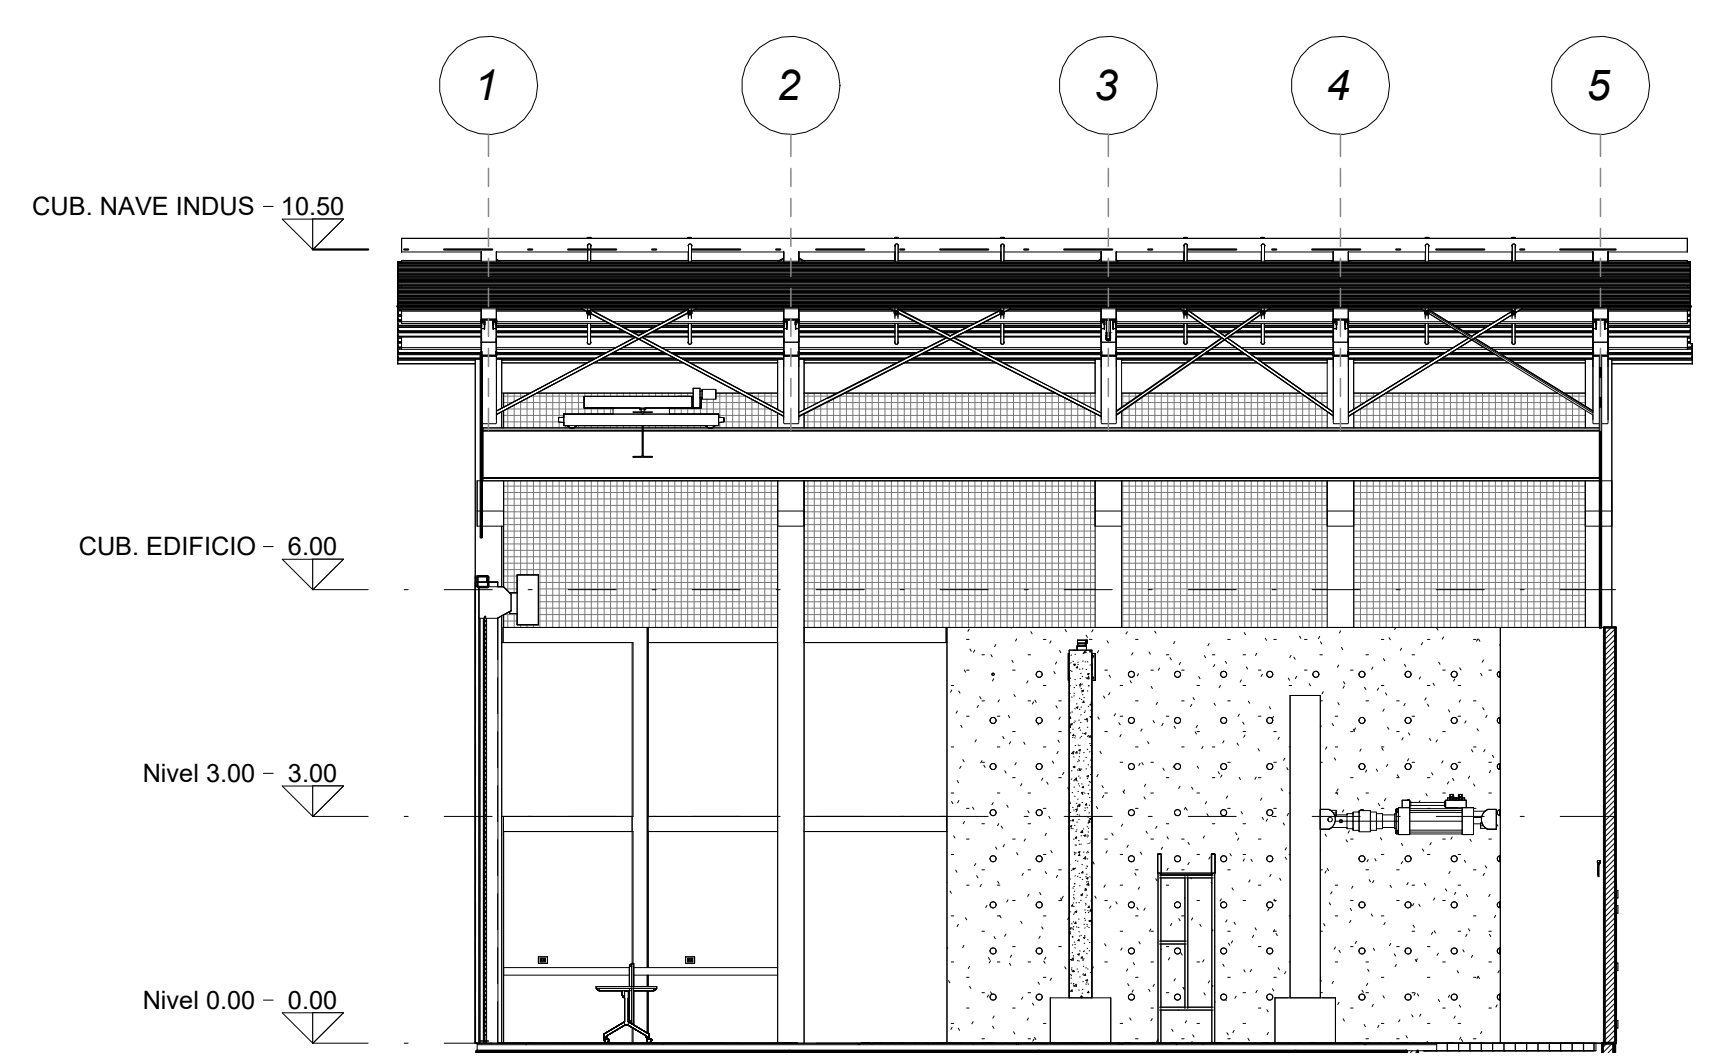 1 2 3 4 5
CUB. NAVE INDUS - 10.50
CUB. EDIFICIO - 6.00
Nivel 3.00 - 3.00
Nivel 0.00 - 0.00